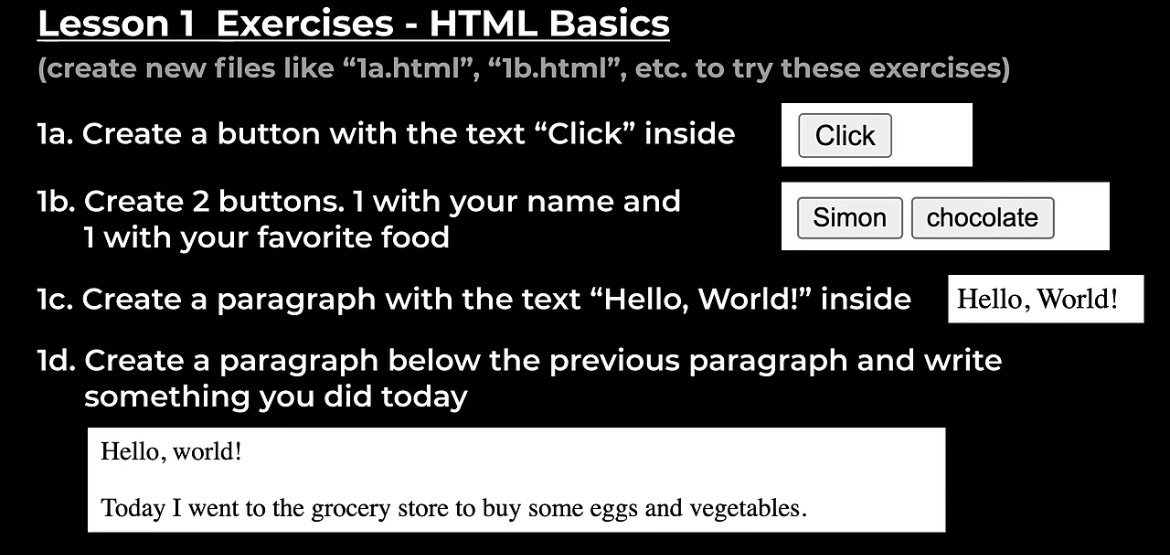 Lesson 1 Exercises - HTML Basics
(create new files like “1a.html”, “1b.html”, etc. to try these exercises)
1a. Create a button with the text “Click” inside
Click
1b. Create 2 buttons. 1 with your name and
1 with your favorite food
Simon chocolate
1c. Create a paragraph with the text “Hello, World!” inside
Hello, World!
1d. Create a paragraph below the previous paragraph and write
something you did today
Hello, world!
Today I went to the grocery store to buy some eggs and vegetables.